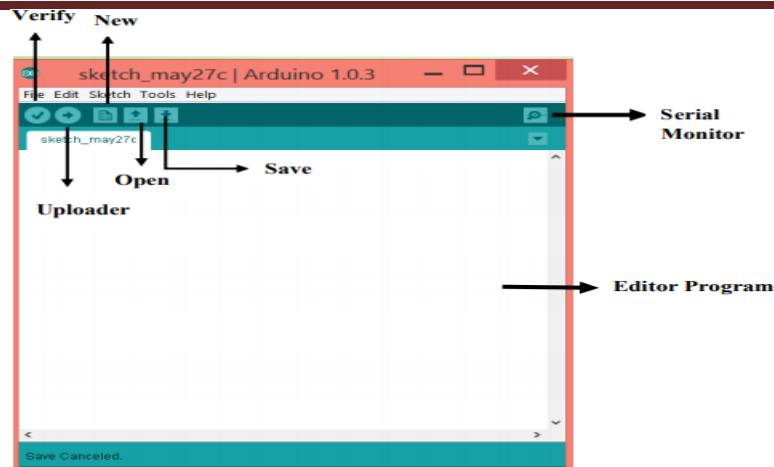 Verify New
sketch_may27c | Arduino 1.0.3
File Edit Sketch Tools Help
Serial
Monitor
sketch_may27c
Open
Save
Uploader
Editor Program
Save Canceled.